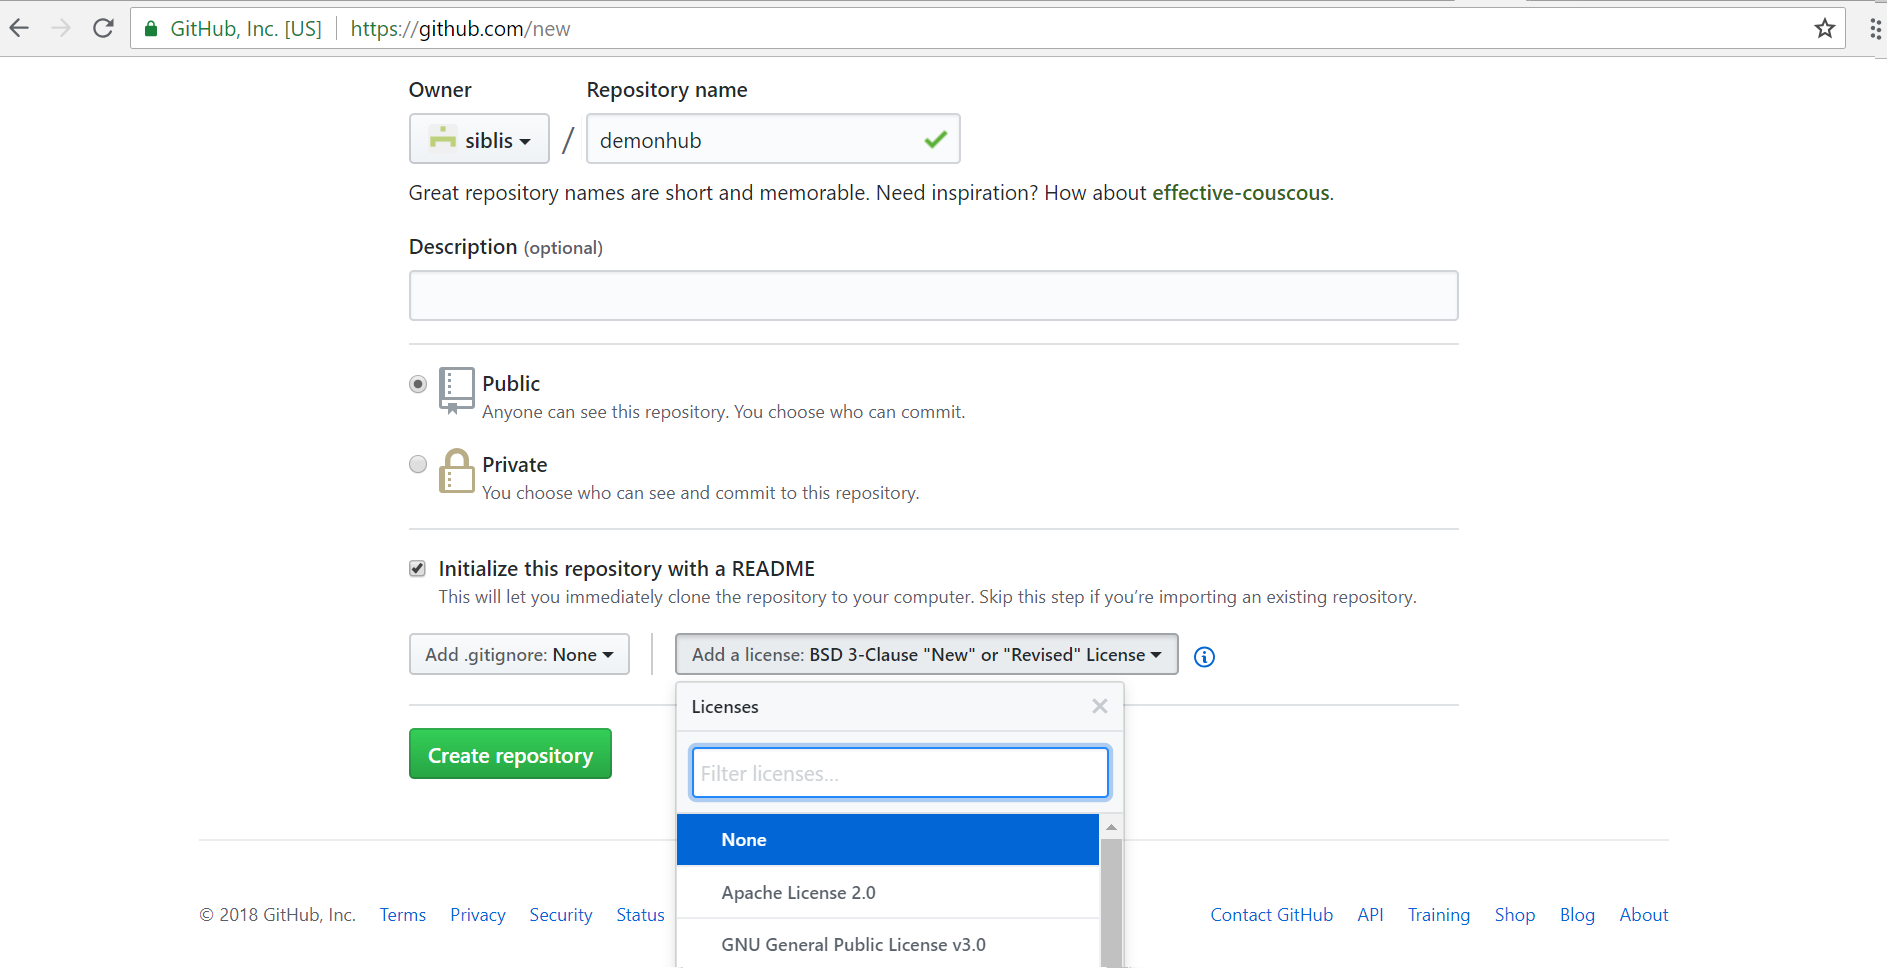 GitHub, Inc. [US] https://github.com/new
Owner Repository name
siblis / demonhub
Great repository names are short and memorable. Need inspiration? How about effective-couscous.
Description (optional)
Public
Anyone can see this repository. You choose who can commit.
Private
You choose who can see and commit to this repository.
Initialize this repository with a README
This will let you immediately clone the repository to your computer. Skip this step if you’re importing an existing repository.
Add .gitignore: None Add a license: BSD 3-Clause "New" or "Revised" License
Licenses
Create repository
Filter licenses...
None
Apache License 2.0
© 2018 GitHub, Inc. Terms Privacy Security Status Contact GitHub API Training Shop Blog About
GNU General Public License v3.0